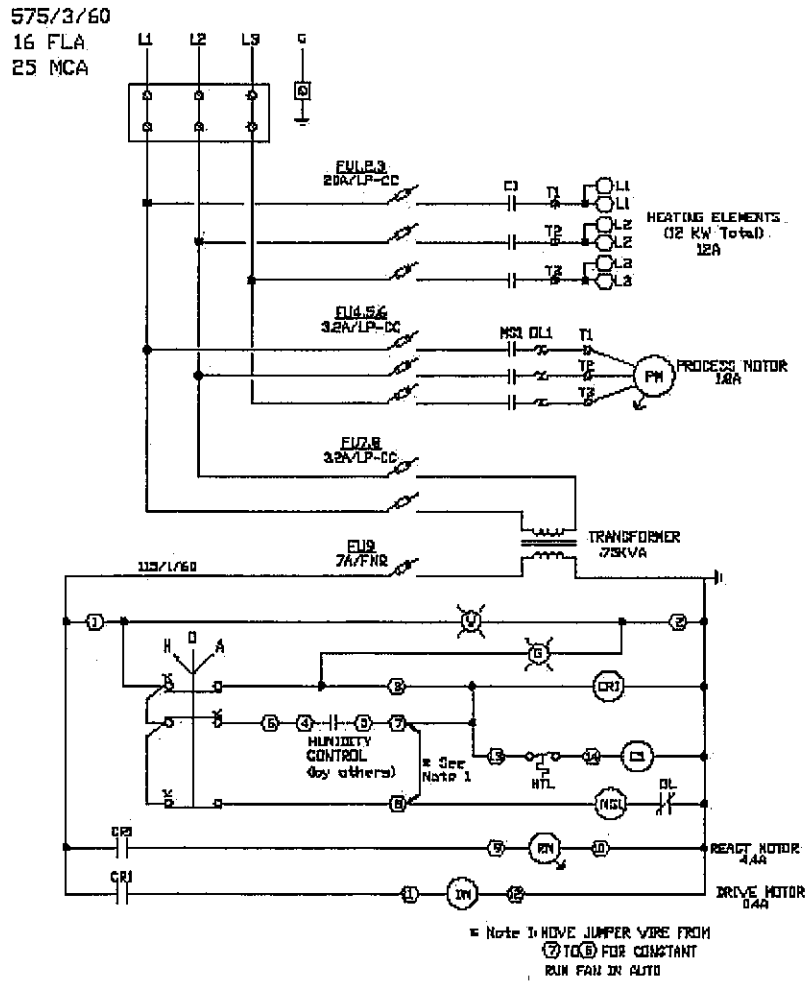 575/3/60
16 FLA
25 MCA
L1 L2 L3 G
FU1,2,3
20A/LP-CC
C1 T1 L1
L1
HEATING ELEMENTS
(12 KW Total)
12A
T2 L2
L2
T3 L3
L3
FU4,5,6
3.2A/LP-CC
MS1 OL1 T1
T2 PM PROCESS MOTOR
1.8A
T3
FU7,8
3.2A/LP-CC
TRANSFORMER
.75KVA
FU9
7A/FNR
115/1/60
1 W 2
H O A
G
X
3 CR1
X
4 7
HUMIDITY
CONTROL
(by others)
* See
Note 1
13 HTL 14 C1
X
8 MS1 OL
CR1 9 RM 10 REACT MOTOR
4.4A
CR1 11 DM 12 DRIVE MOTOR
0.4A
* Note 1: MOVE JUMPER WIRE FROM
7 TO FOR CONSTANT
RUN FAN IN AUTO